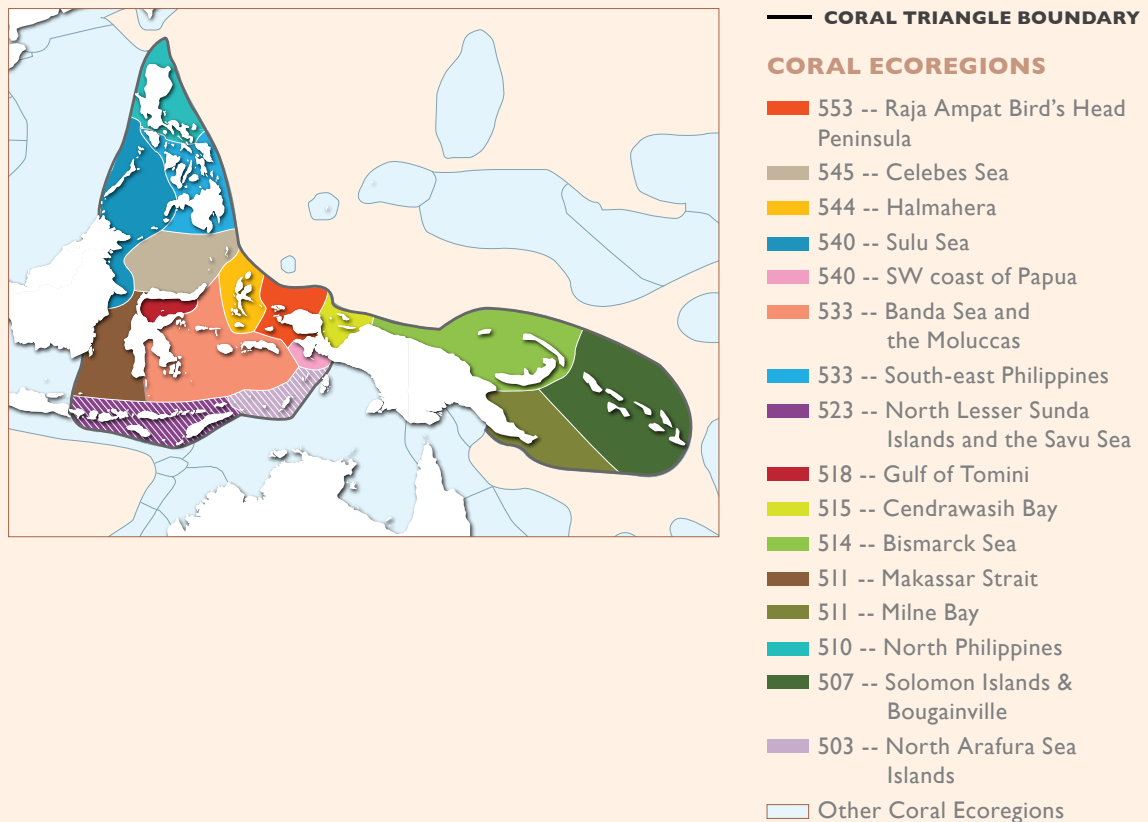 CORAL TRIANGLE BOUNDARY
CORAL ECOREGIONS
553 -- Raja Ampat Bird's Head
Peninsula
545 -- Celebes Sea
544 -- Halmahera
540 -- Sulu Sea
540 -- SW coast of Papua
533 -- Banda Sea and
the Moluccas
533 -- South-east Philippines
523 -- North Lesser Sunda
Islands and the Savu Sea
518 -- Gulf of Tomini
515 -- Cendrawasih Bay
514 -- Bismarck Sea
511 -- Makassar Strait
511 -- Milne Bay
510 -- North Philippines
507 -- Solomon Islands &
Bougainville
503 -- North Arafura Sea
Islands
Other Coral Ecoregions